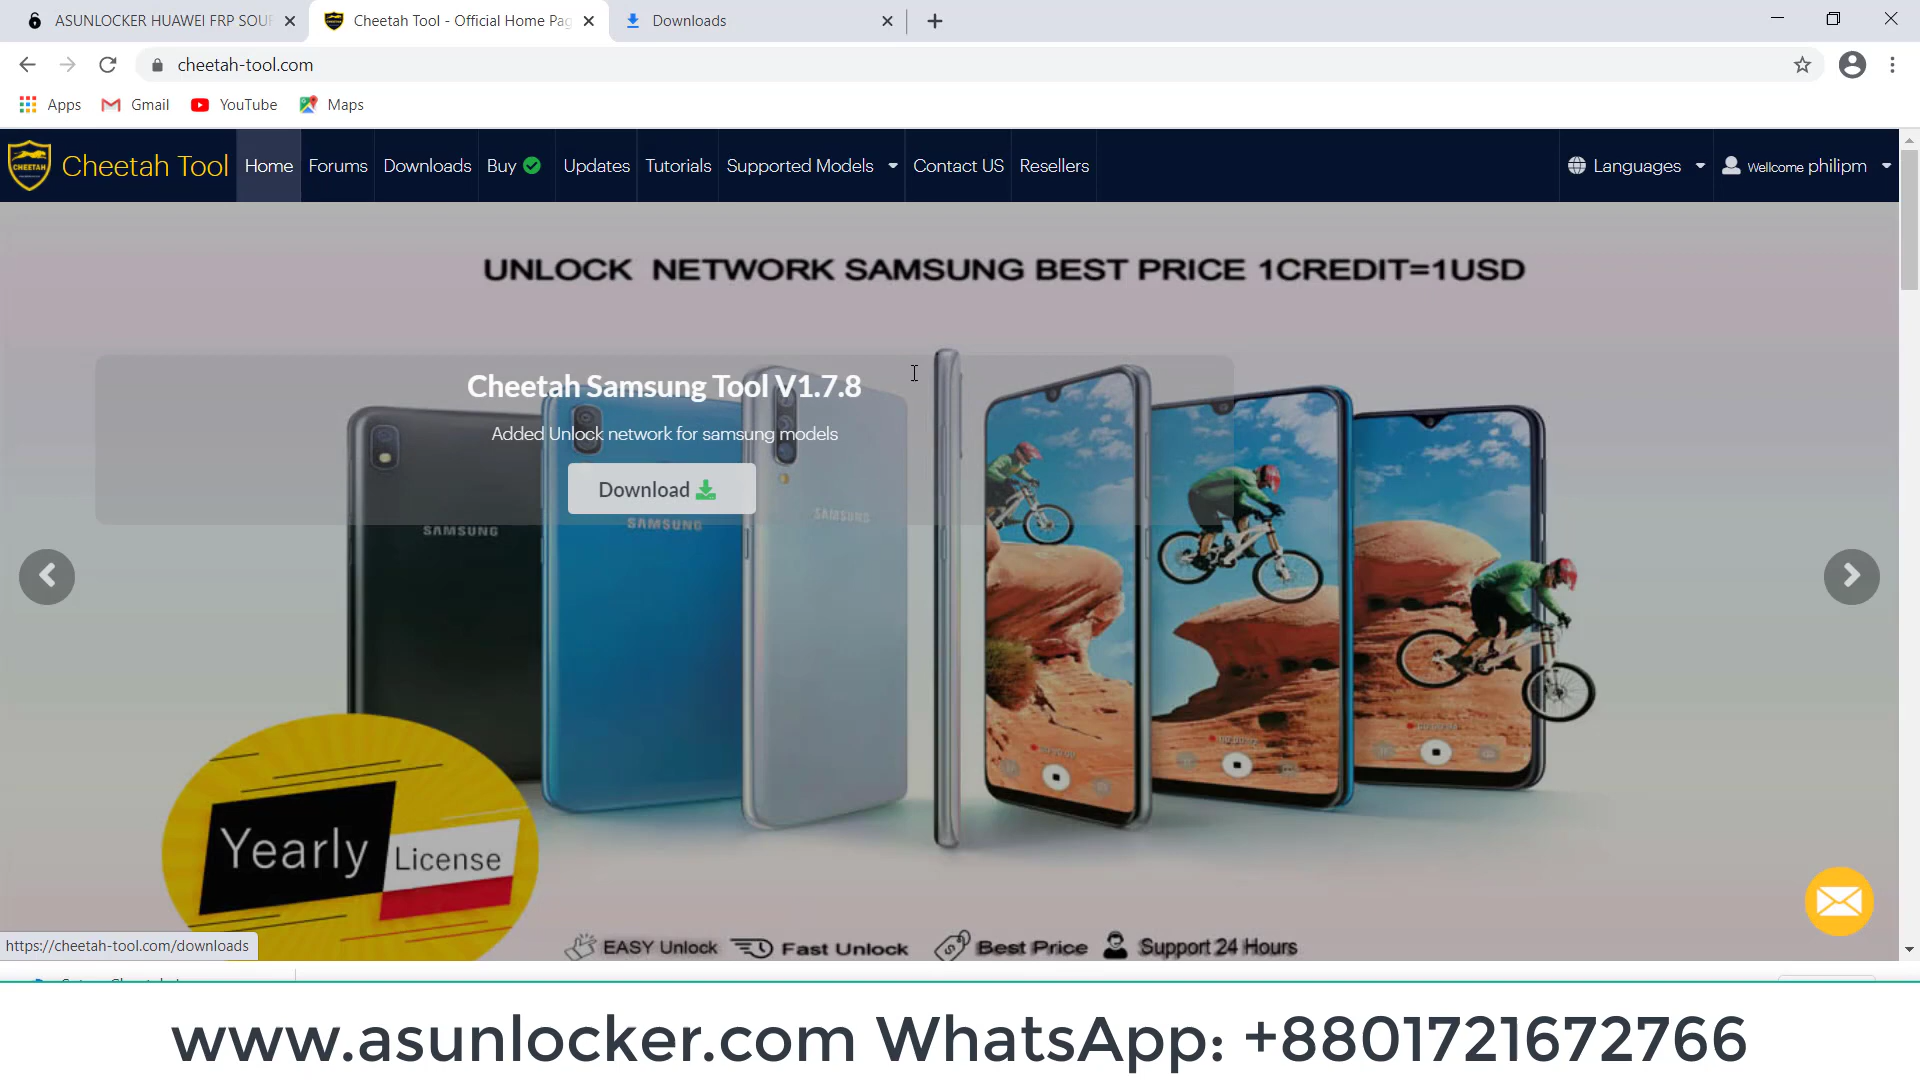 ASUNLOCKER HUAWEI FRP SOUR
Cheetah Tool - Official Home Pag
Downloads
cheetah-tool.com
Apps
Gmail
YouTube
Maps
CHEETAH
Cheetah Tool
Home
Forums
Downloads
Buy
Updates
Tutorials
Supported Models
Contact US
Resellers
Languages
Wellcome philipm
UNLOCK NETWORK SAMSUNG BEST PRICE 1CREDIT=1USD
Cheetah Samsung Tool V1.7.8
Added Unlock network for samsung models
Download
SAMSUNG
SAMSUNG
SAMSUNG
Yearly
License
EASY Unlock
Fast Unlock
Best Price
Support 24 Hours
https://cheetah-tool.com/downloads
www.asunlocker.com WhatsApp: +8801721672766